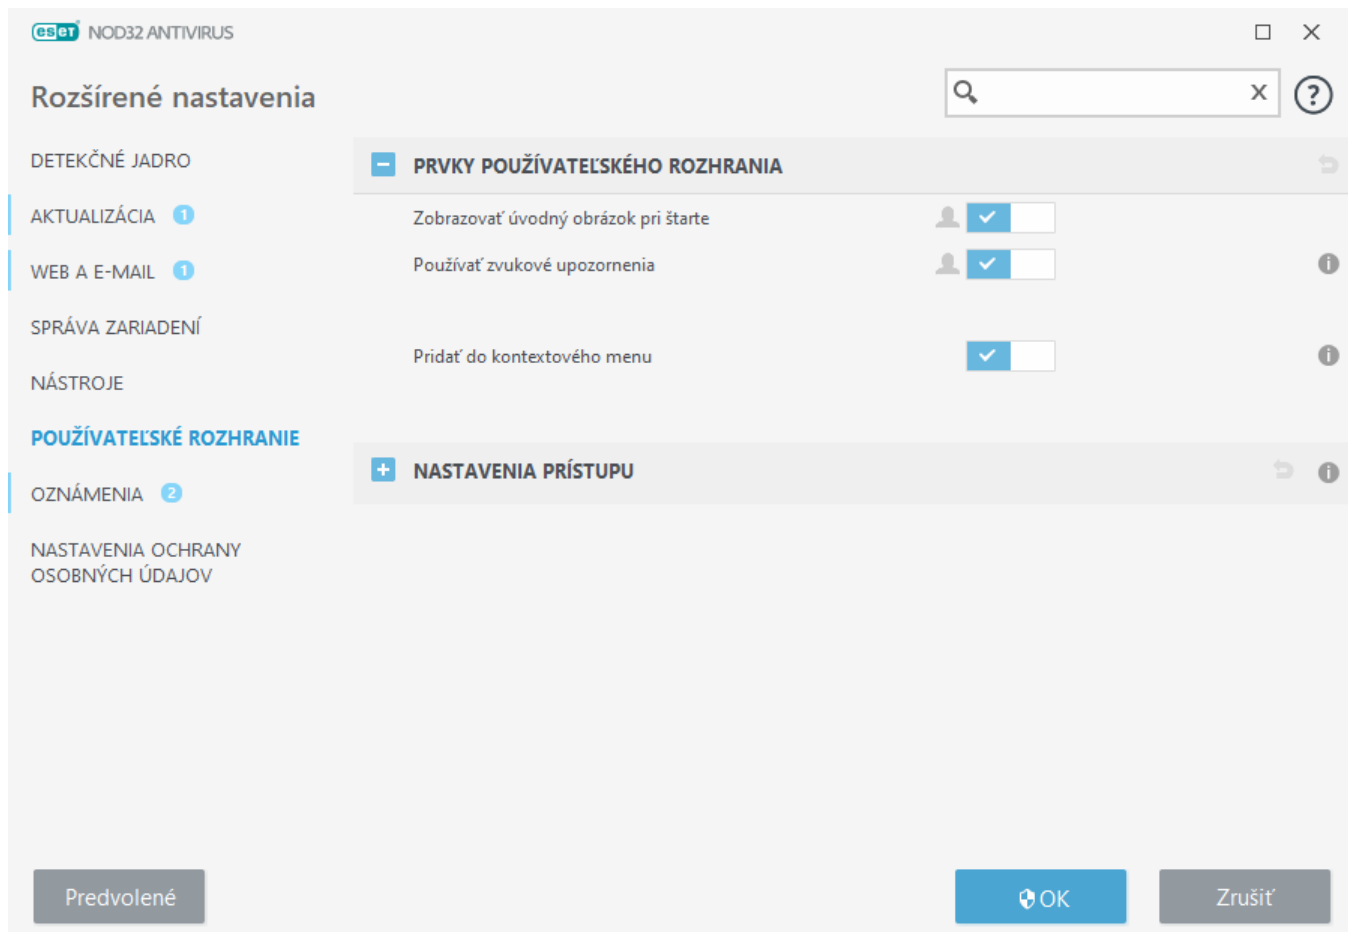 eseT NOD32 ANTIVIRUS
Rozšírené nastavenia
X
?
DETEKČNÉ JADRO
AKTUALIZÁCIA 1
WEB A E-MAIL 1
SPRÁVA ZARIADENÍ
NÁSTROJE
POUŽÍVATEĽSKÉ ROZHRANIE
OZNÁMENIA 2
NASTAVENIA OCHRANY
OSOBNÝCH ÚDAJOV
PRVKY POUŽÍVATEĽSKÉHO ROZHRANIA
Zobrazovať úvodný obrázok pri štarte
Používať zvukové upozornenia
Pridať do kontextového menu
NASTAVENIA PRÍSTUPU
Predvolené
OK
Zrušiť